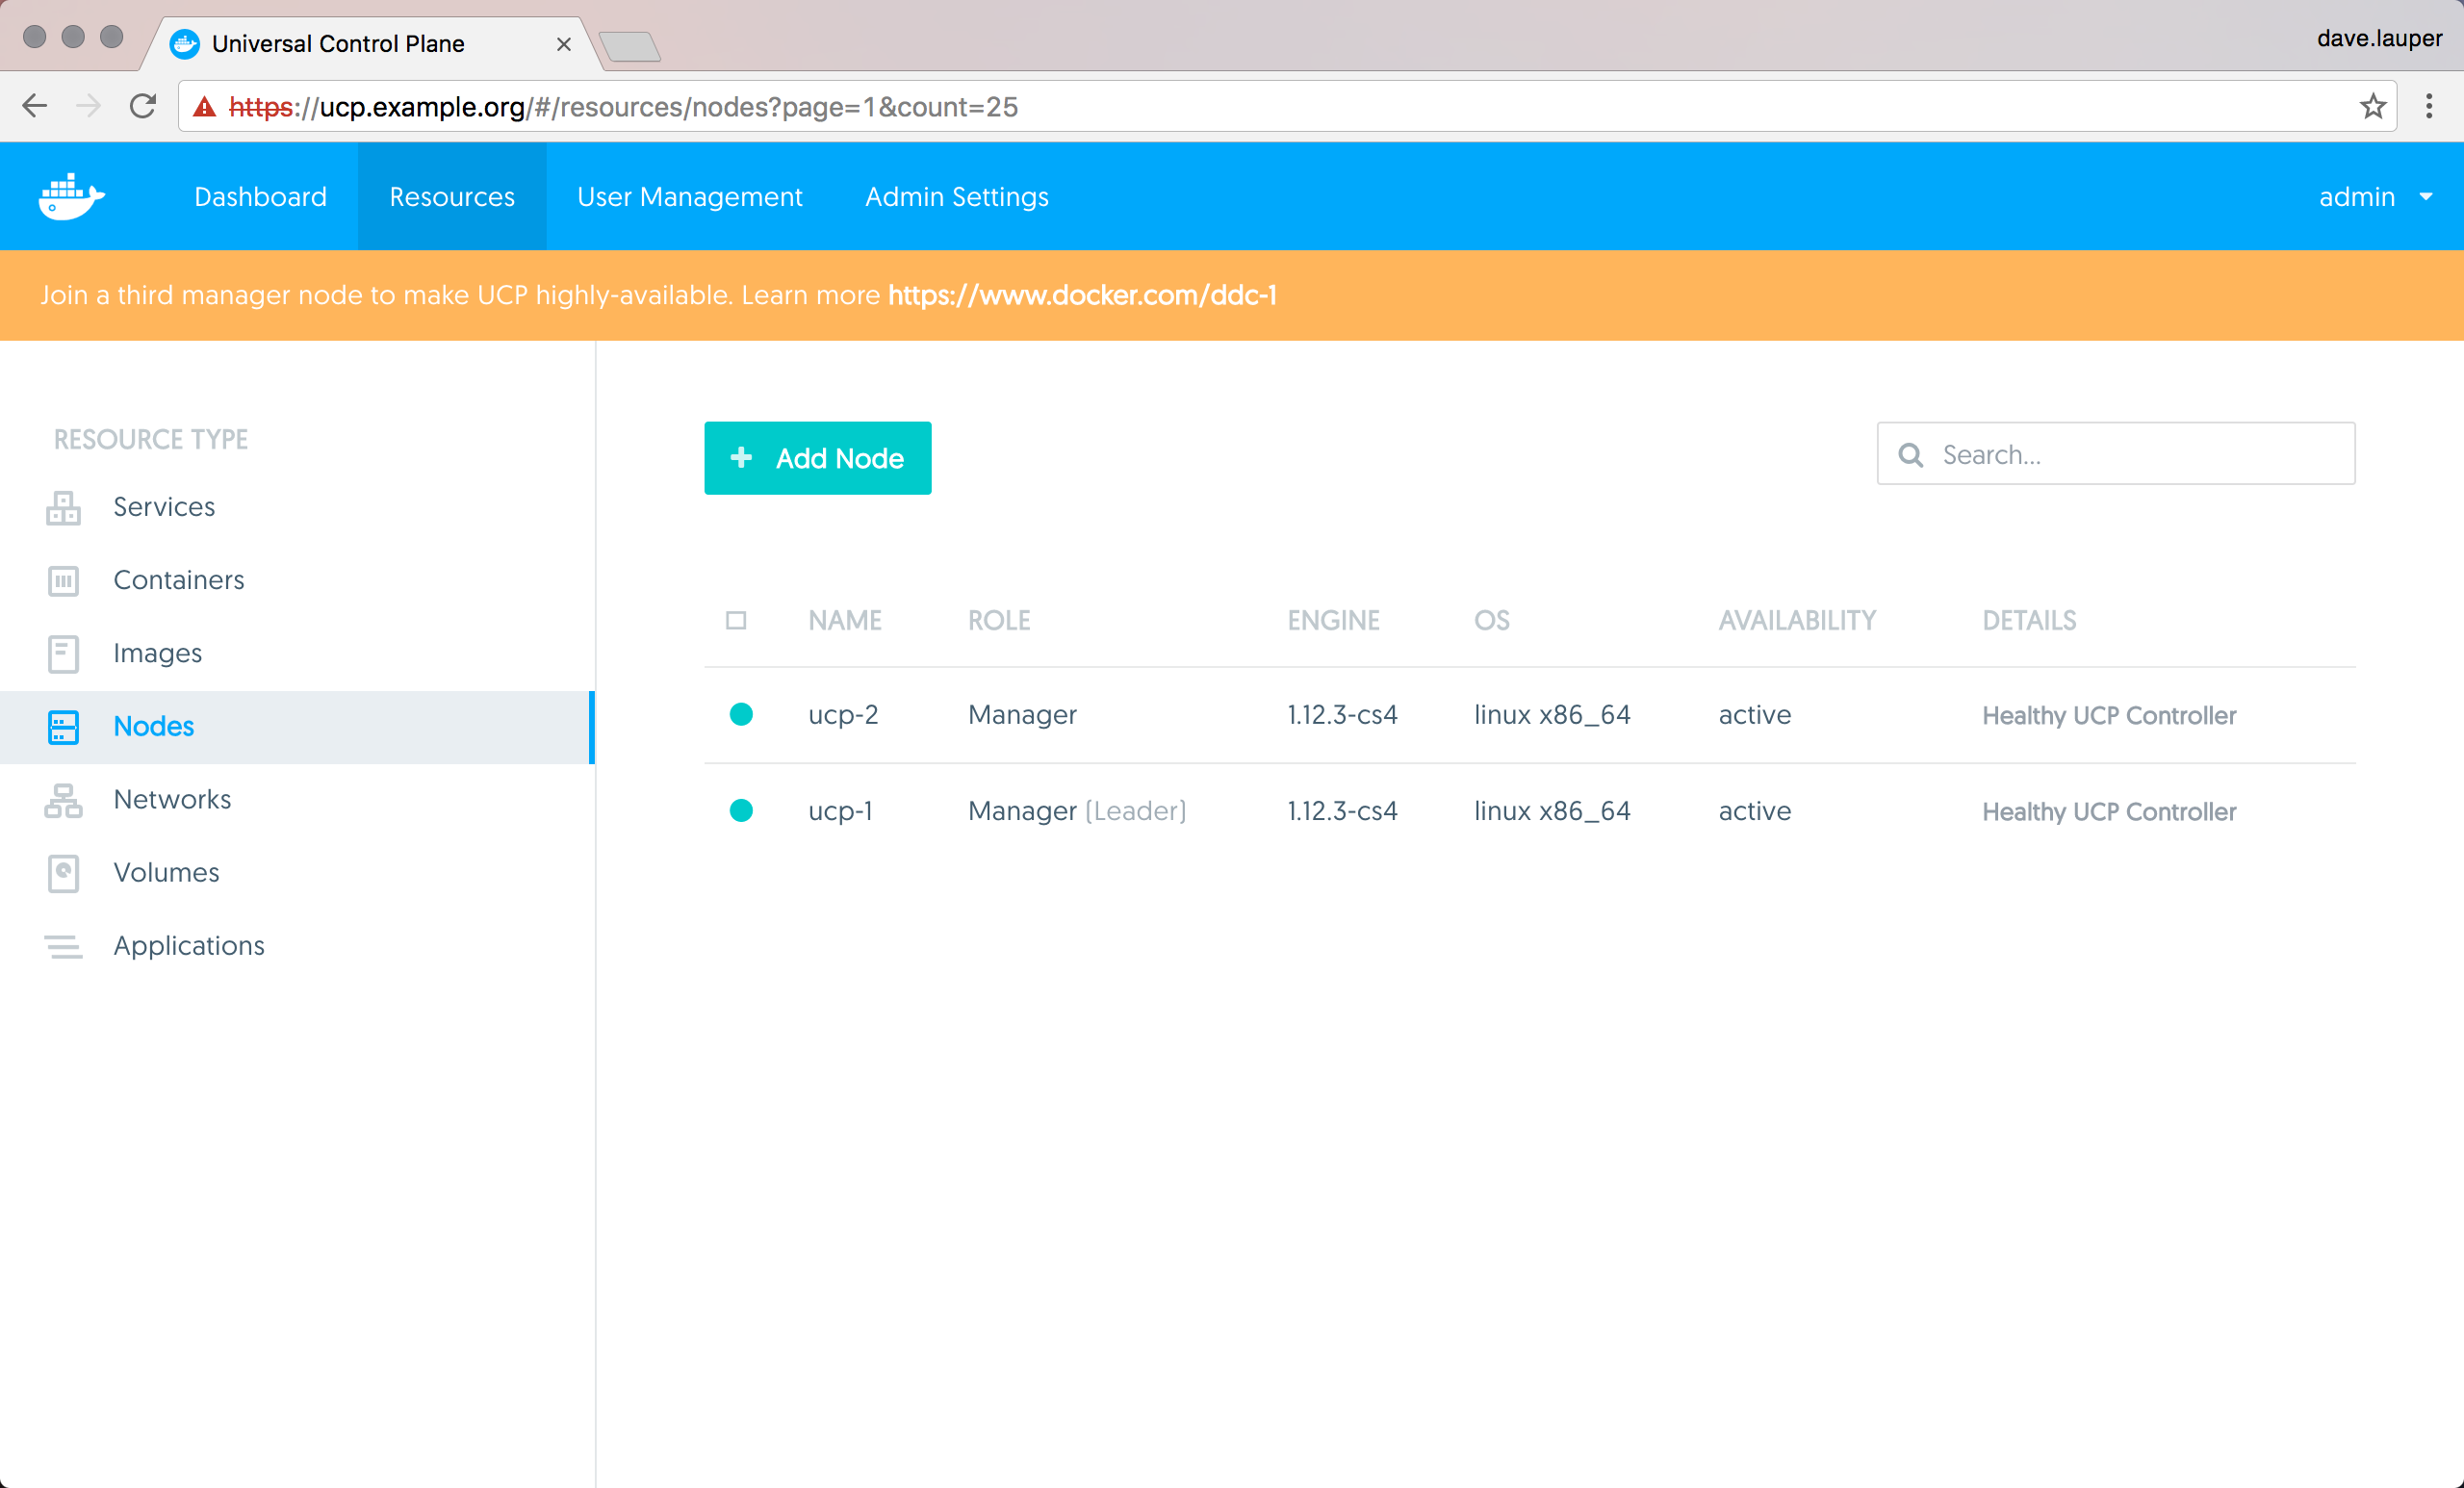 Universal Control Plane
dave.lauper
https://ucp.example.org/#/resources/nodes?page=1&count=25
Dashboard Resources User Management Admin Settings admin
Join a third manager node to make UCP highly-available. Learn more https://www.docker.com/ddc-1
RESOURCE TYPE
Services
Containers
Images
Nodes
Networks
Volumes
Applications
Add Node
Search...
NAME ROLE ENGINE OS AVAILABILITY DETAILS
ucp-2 Manager 1.12.3-cs4 linux x86_64 active Healthy UCP Controller
ucp-1 Manager (Leader) 1.12.3-cs4 linux x86_64 active Healthy UCP Controller